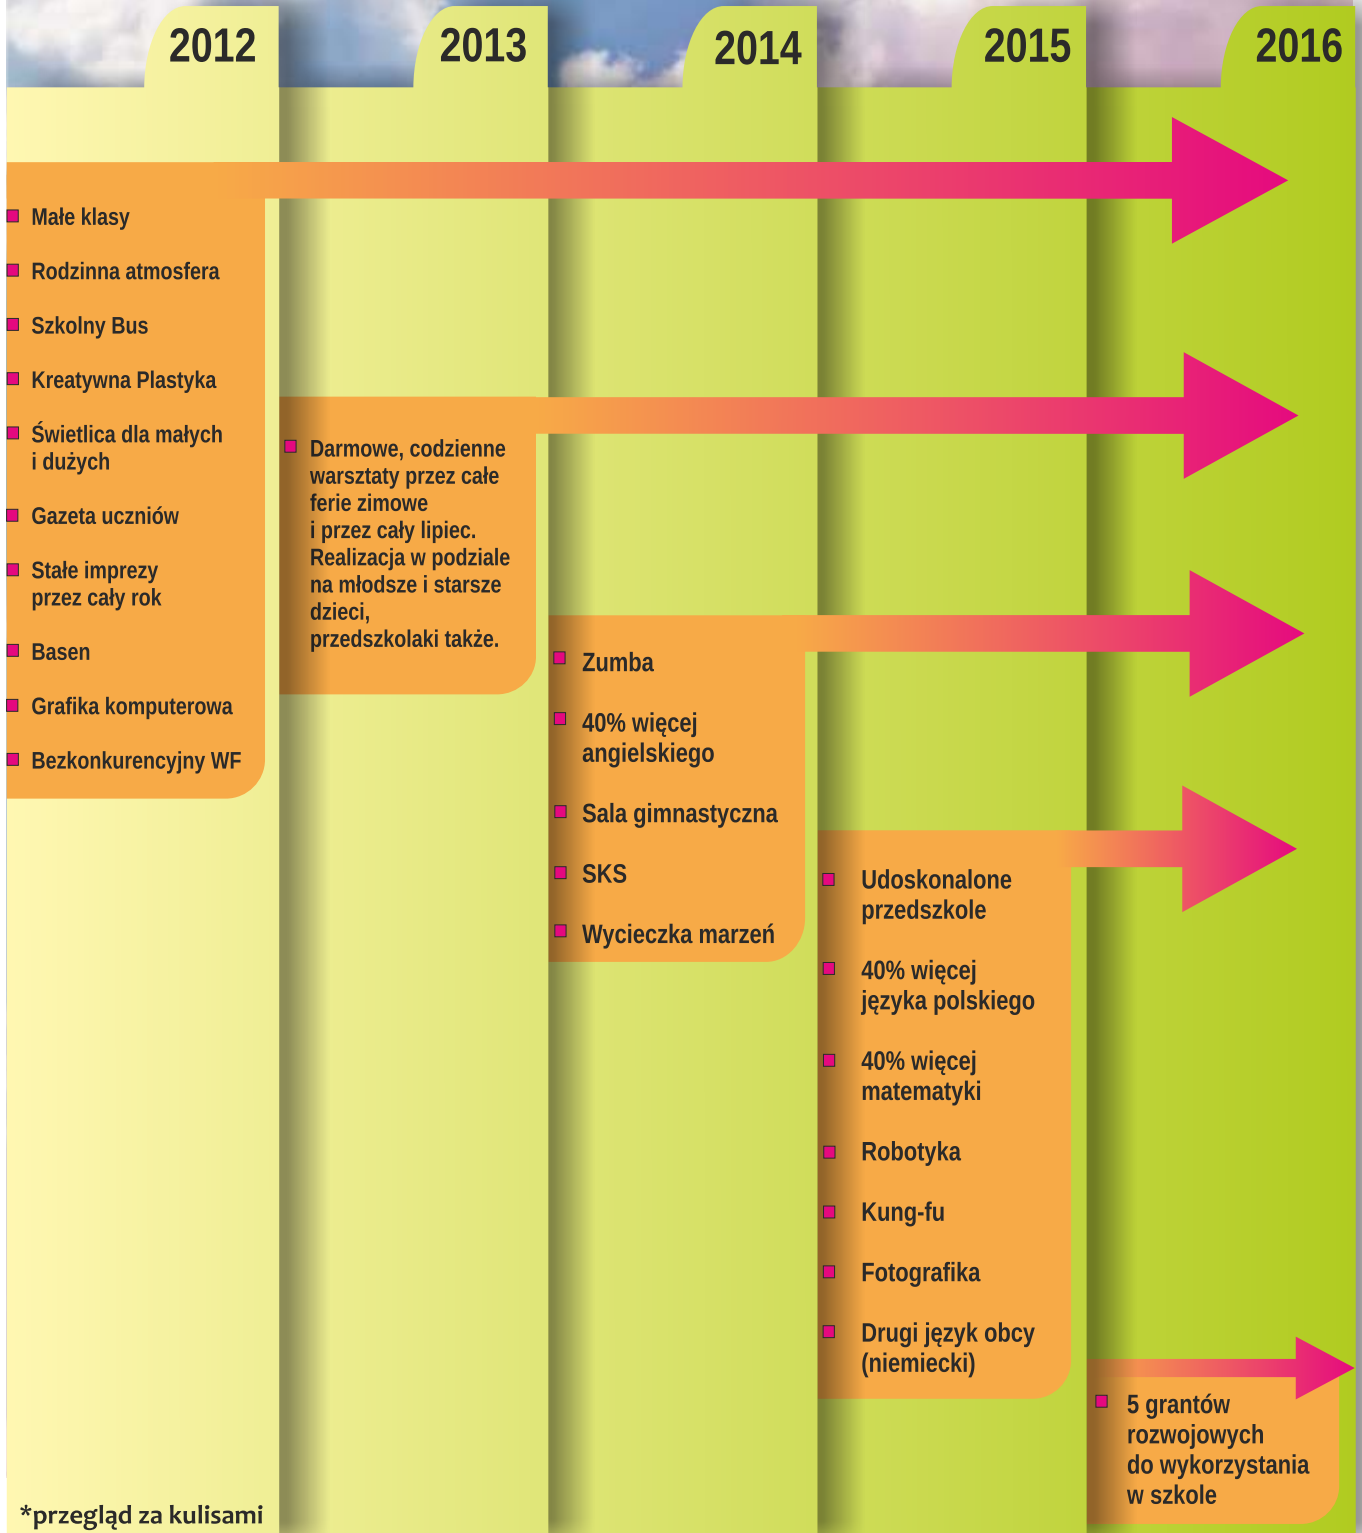 2012
2013
2014
2015
2016
Małe klasy
Rodzinna atmosfera
Szkolny Bus
Kreatywna Plastyka
Świetlica dla małych
i dużych
Gazeta uczniów
Stałe imprezy
przez cały rok
Basen
Grafika komputerowa
Bezkonkurencyjny WF
Darmowe, codzienne
warsztaty przez całe
ferie zimowe
i przez cały lipiec.
Realizacja w podziale
na młodsze i starsze
dzieci,
przedszkolaki także.
Zumba
40% więcej
angielskiego
Sala gimnastyczna
SKS
Wycieczka marzeń
Udoskonalone
przedszkole
40% więcej
języka polskiego
40% więcej
matematyki
Robotyka
Kung-fu
Fotografika
Drugi język obcy
(niemiecki)
5 grantów
rozwojowych
do wykorzystania
w szkole
*przegląd za kulisami